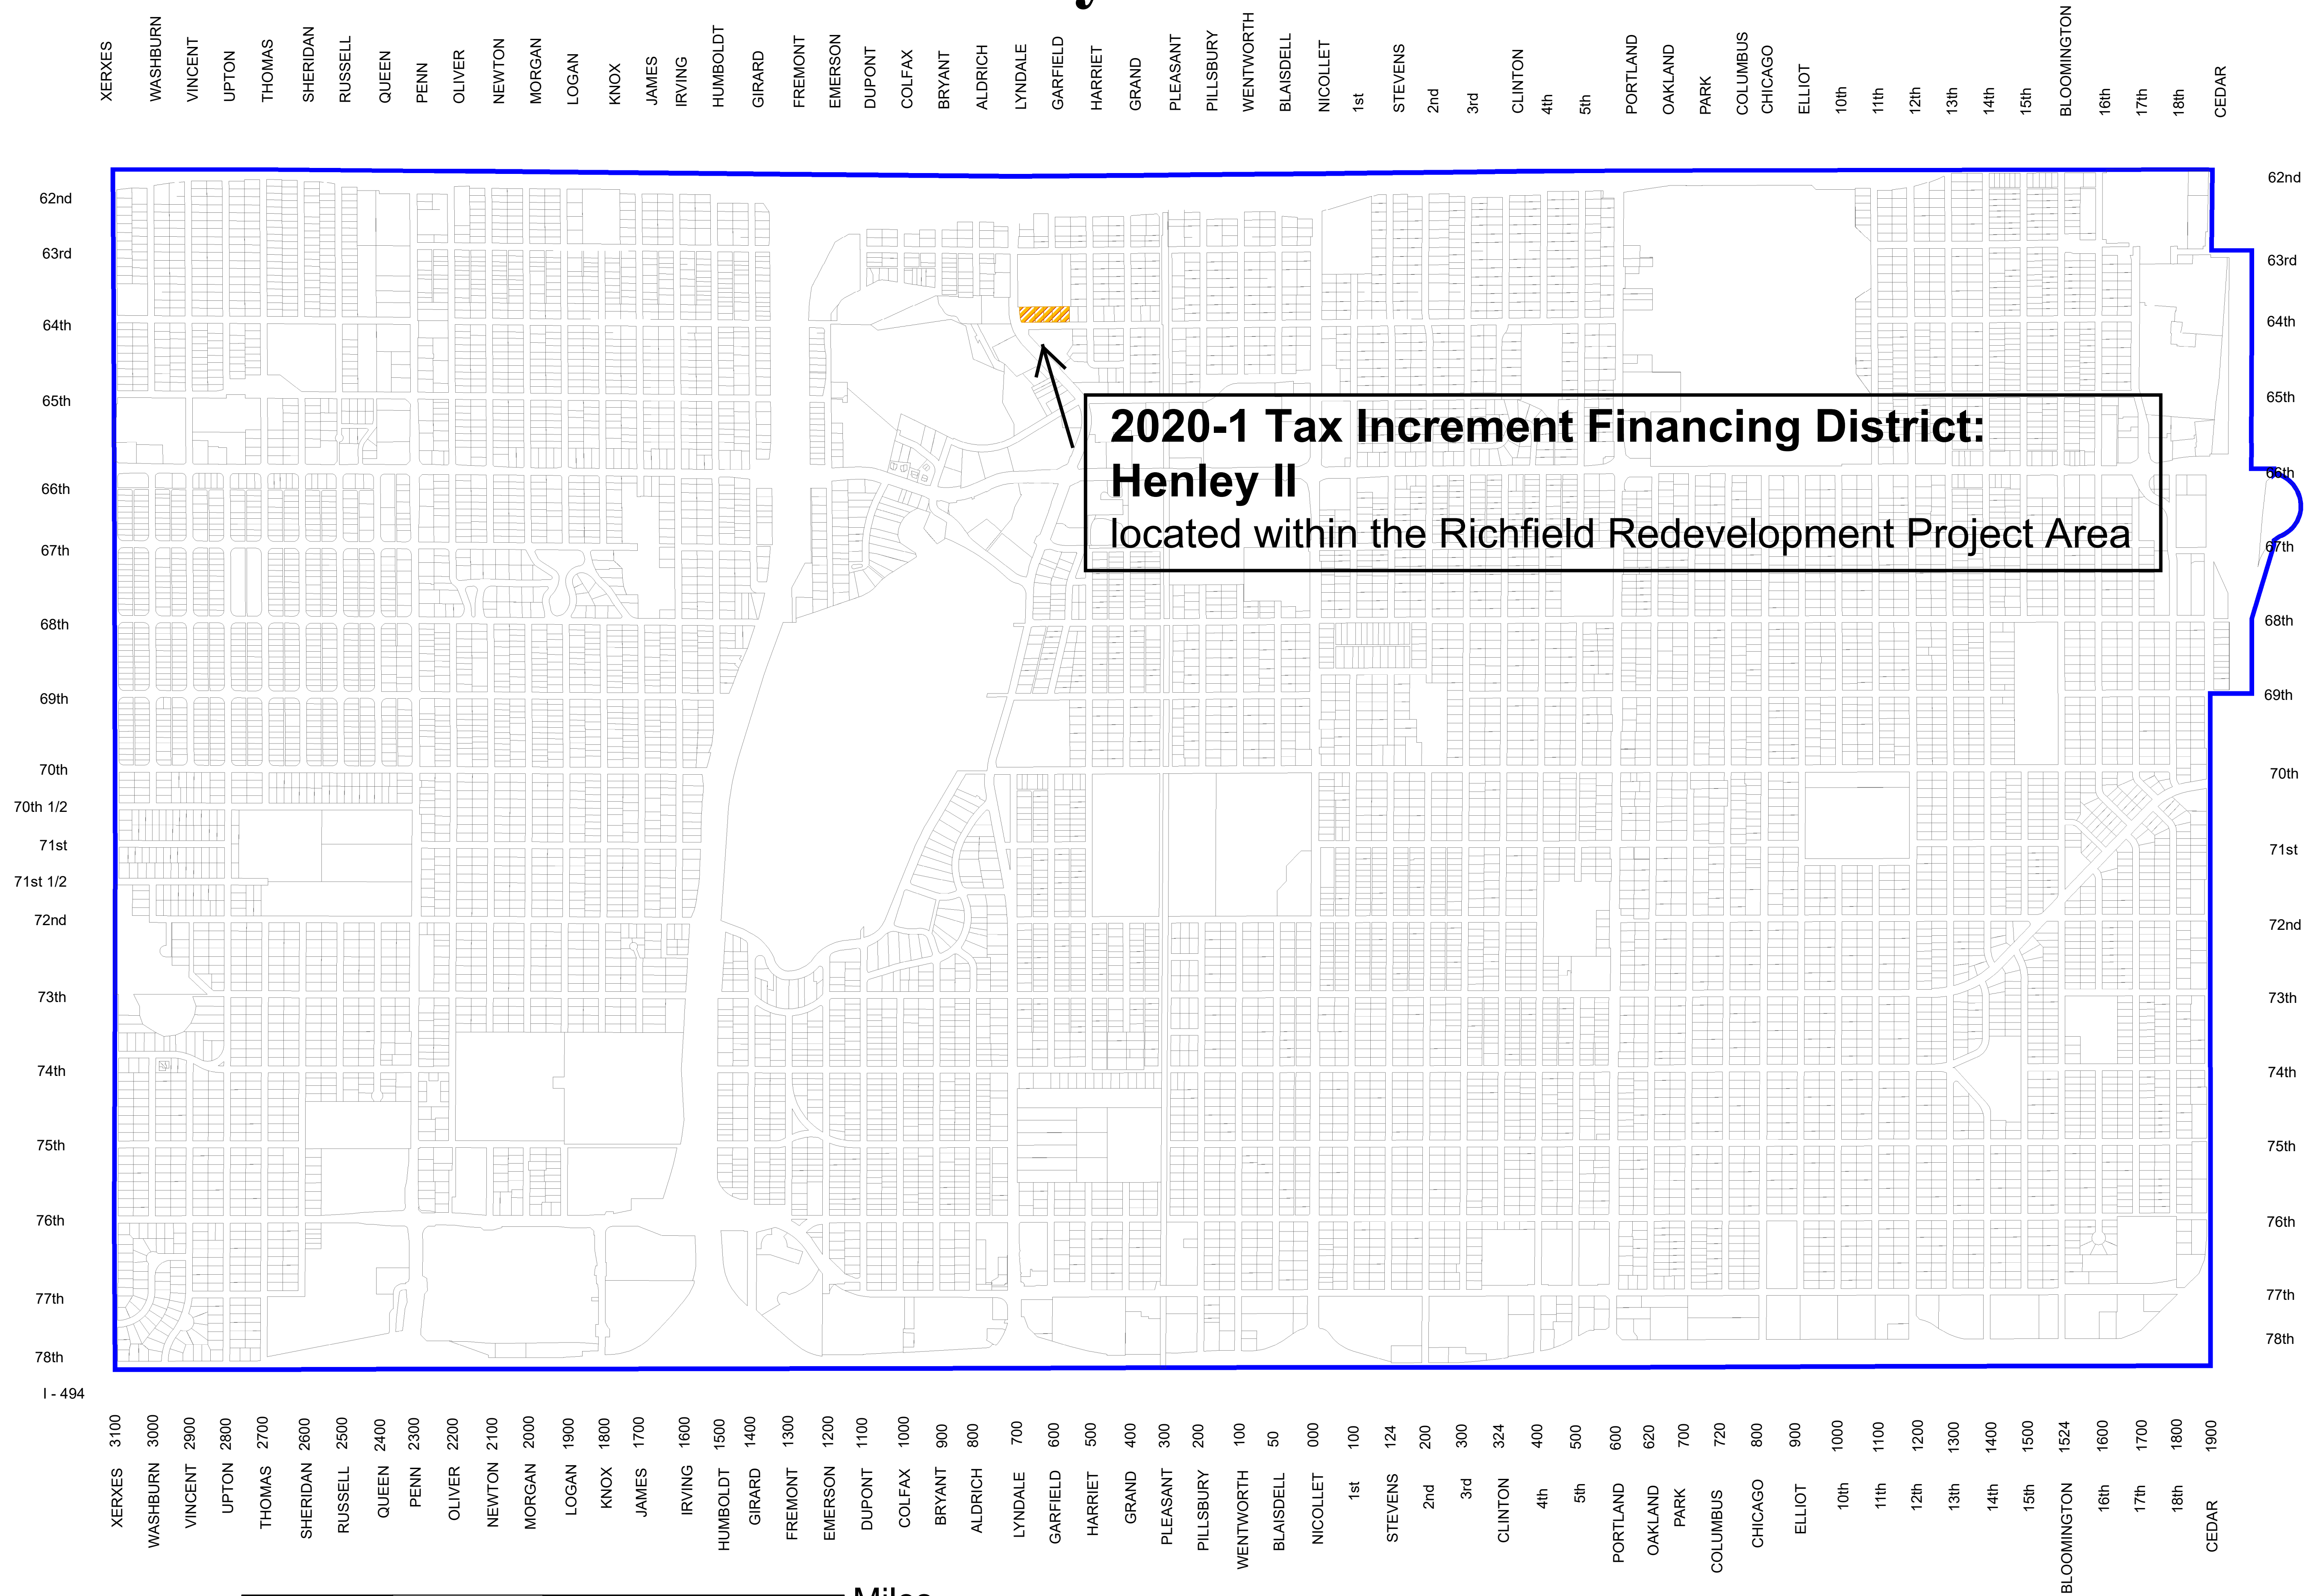 XERXES WASHBURN VINCENT UPTON THOMAS SHERIDAN RUSSELL QUEEN PENN OLIVER NEWTON MORGAN LOGAN KNOX JAMES IRVING HUMBOLDT GIRARD FREMONT EMERSON DUPONT COLFAX BRYANT ALDRICH LYNDALE GARFIELD HARRIET GRAND PLEASANT PILLSBURY WENTWORTH BLAISDELL NICOLLET 1st STEVENS 2nd 3rd CLINTON 4th 5th PORTLAND OAKLAND PARK COLUMBUS CHICAGO ELLIOT 10th 11th 12th 13th 14th 15th BLOOMINGTON 16th 17th 18th CEDAR
62nd 62nd
63rd 63rd
64th 64th
65th 65th
2020-1 Tax Increment Financing District:
Henley II
located within the Richfield Redevelopment Project Area
66th 66th
67th 67th
68th 68th
69th 69th
70th 70th
70th 1/2
71st 71st
71st 1/2
72nd 72nd
73rd 73rd
74th 74th
75th 75th
76th 76th
77th 77th
78th 78th
I - 494
3100 3000 2900 2800 2700 2600 2500 2400 2300 2200 2100 2000 1900 1800 1700 1600 1500 1400 1300 1200 1100 1000 900 800 700 600 500 400 300 200 100 50 000 100 124 200 300 324 400 500 600 620 700 720 800 900 1000 1100 1200 1300 1400 1500 1524 1600 1700 1800 1900
XERXES WASHBURN VINCENT UPTON THOMAS SHERIDAN RUSSELL QUEEN PENN OLIVER NEWTON MORGAN LOGAN KNOX JAMES IRVING HUMBOLDT GIRARD FREMONT EMERSON DUPONT COLFAX BRYANT ALDRICH LYNDALE GARFIELD HARRIET GRAND PLEASANT PILLSBURY WENTWORTH BLAISDELL NICOLLET 1st STEVENS 2nd 3rd CLINTON 4th 5th PORTLAND OAKLAND PARK COLUMBUS CHICAGO ELLIOT 10th 11th 12th 13th 14th 15th BLOOMINGTON 16th 17th 18th CEDAR
Miles